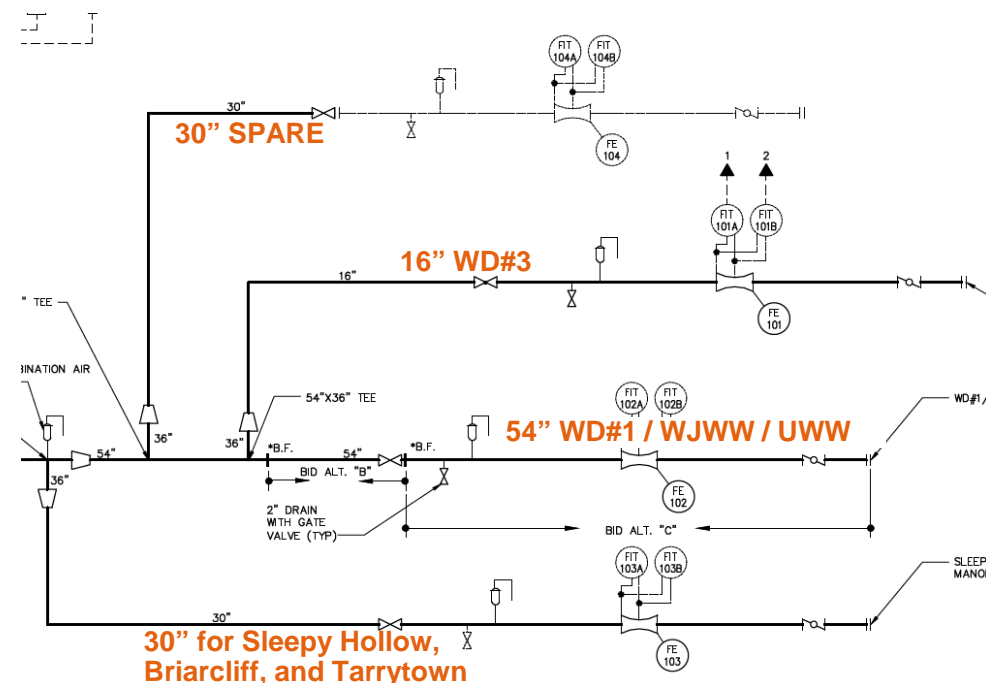 FIT
104A
FIT
104B
30"
30” SPARE
FE
104
1
2
FIT
101A
FIT
101B
16” WD#3
16"
" TEE
FE
101
BINATION AIR
54"X36" TEE
FIT
102A
FIT
102B
WD#1/
36"
36"
54” WD#1 / WJWW / UWW
54"
*B.F.
54"
*B.F.
36"
BID ALT. "B"
FE
102
2" DRAIN
WITH GATE
VALVE (TYP)
BID ALT. "C"
FIT
103A
FIT
103B
SLEEP
MANO
30"
30” for Sleepy Hollow,
Briarcliff, and Tarrytown
FE
103